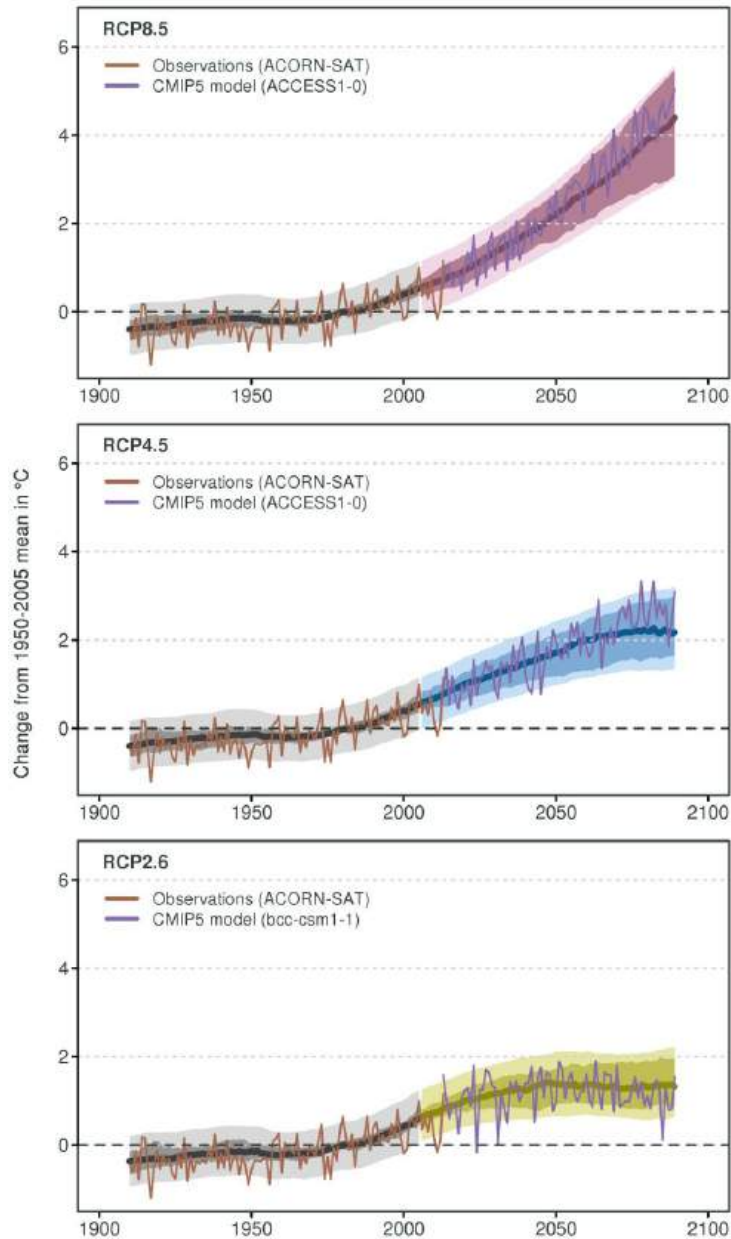 RCP8.5
6
Observations (ACORN-SAT)
CMIP5 model (ACCESS1-0)
4
2
0
1900 1950 2000 2050 2100
RCP4.5
6
Observations (ACORN-SAT)
CMIP5 model (ACCESS1-0)
4
2
0
1900 1950 2000 2050 2100
Change from 1950-2005 mean in °C
RCP2.6
6
Observations (ACORN-SAT)
CMIP5 model (bcc-csm1-1)
4
2
0
1900 1950 2000 2050 2100